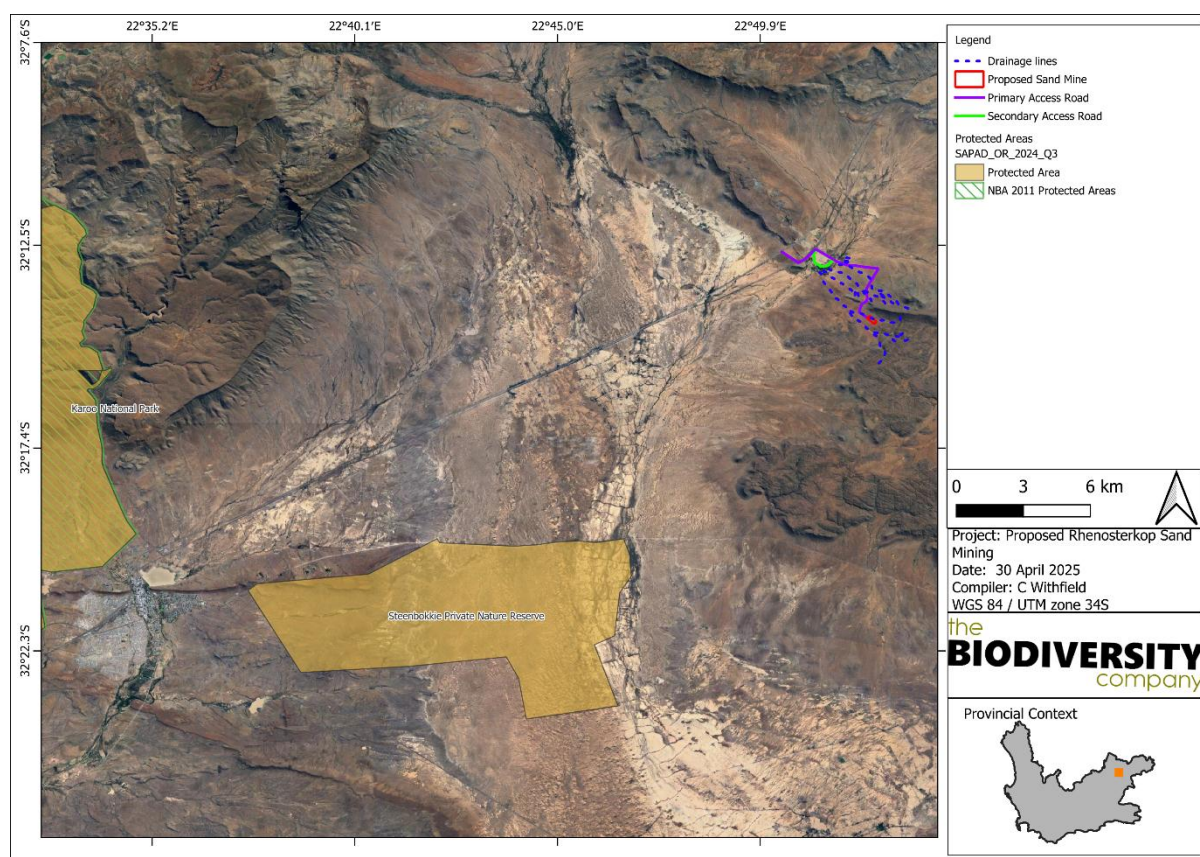 22°35.2′E 22°40.1′E 22°45.0′E 22°49.9′E
32°7.6′S
32°12.5′S
32°17.4′S
32°22.3′S
Karoo National Park
Steenbokkie Private Nature Reserve
Legend
Drainage lines
Proposed Sand Mine
Primary Access Road
Secondary Access Road
Protected Areas
SAPAD_OR_2024_Q3
Protected Area
NBA 2011 Protected Areas
0 3 6 km
Project: Proposed Rhenosterkop Sand
Mining
Date: 30 April 2025
Compiler: C Withfield
WGS 84 / UTM zone 34S
the
BIODIVERSITY
company
Provincial Context